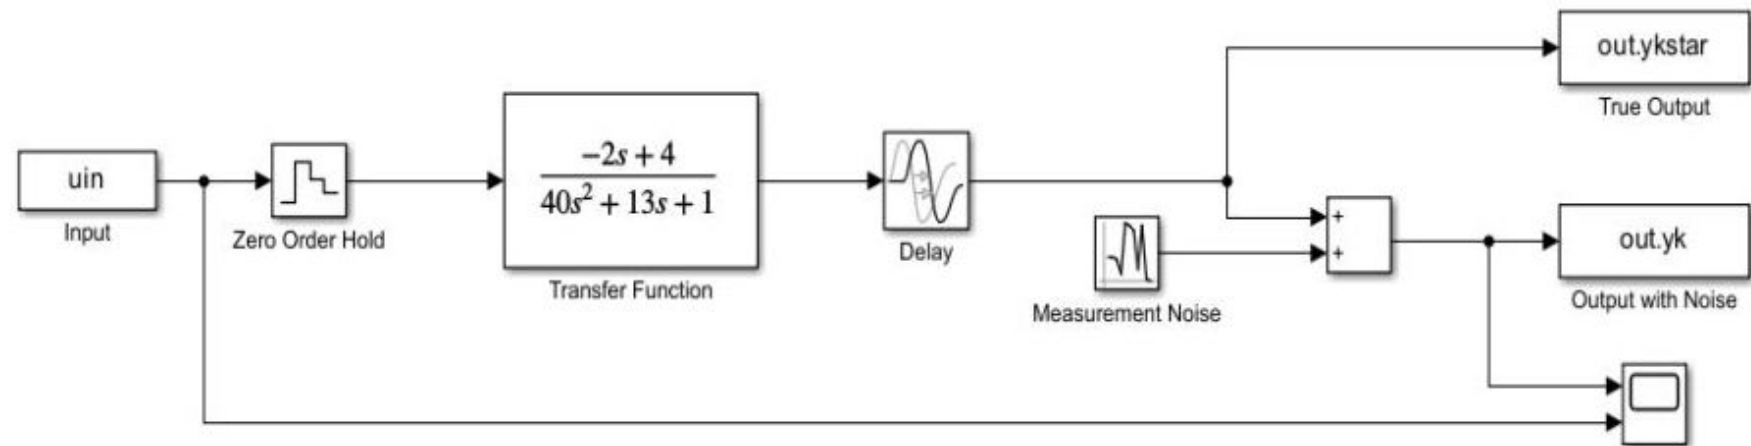 out.ykstar
True Output
uin
Input
Zero Order Hold
−2s + 4
40s² + 13s + 1
Transfer Function
Delay
+
+
Measurement Noise
out.yk
Output with Noise